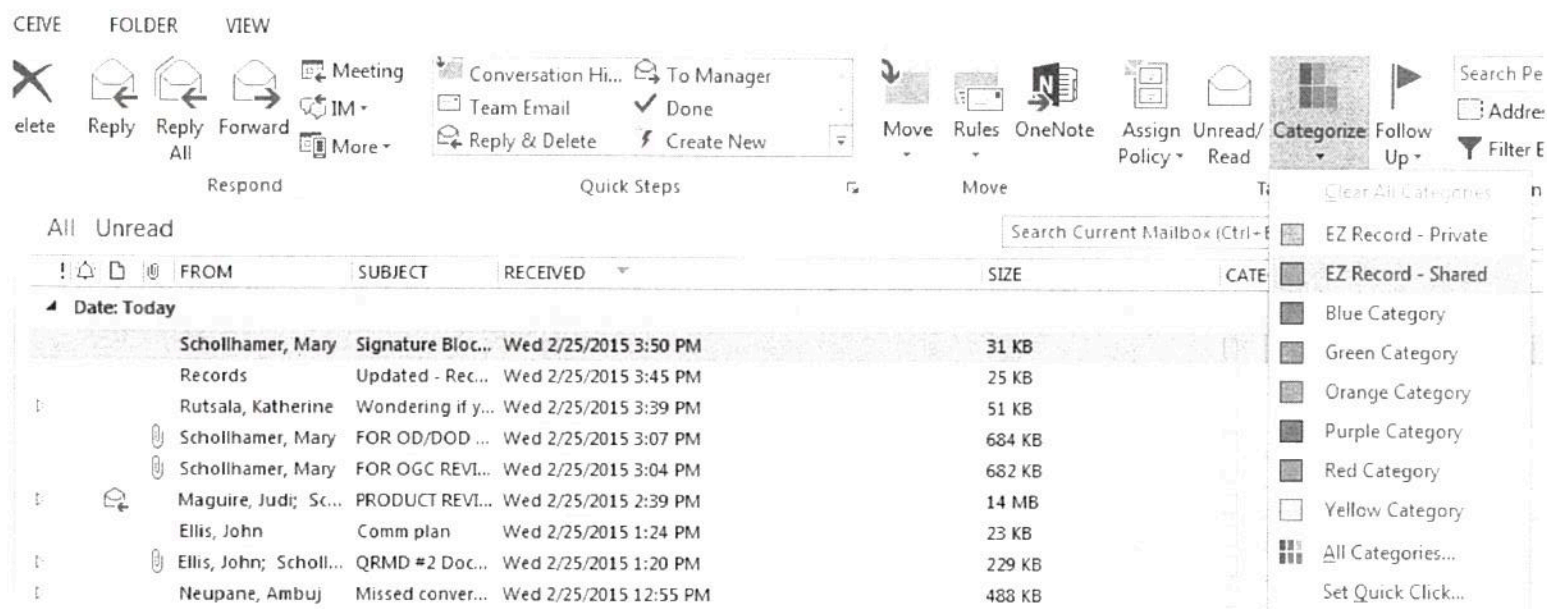 CEIVE FOLDER VIEW
Meeting Conversation Hi... To Manager Search Pe
IM Team Email Done Addre
elete Reply Reply All Forward More Reply & Delete Create New Move Rules OneNote Assign Policy Unread/ Read Categorize Follow Up Filter E
Respond Quick Steps Move Clear All Categories
All Unread Search Current Mailbox (Ctrl+E EZ Record - Private
! FROM SUBJECT RECEIVED SIZE CATE EZ Record - Shared
Date: Today Blue Category
Schollhamer, Mary Signature Bloc... Wed 2/25/2015 3:50 PM 31 KB Green Category
Records Updated - Rec... Wed 2/25/2015 3:45 PM 25 KB Orange Category
Rutsala, Katherine Wondering if y... Wed 2/25/2015 3:39 PM 51 KB
Schollhamer, Mary FOR OD/DOD ... Wed 2/25/2015 3:07 PM 684 KB Purple Category
Schollhamer, Mary FOR OGC REVI... Wed 2/25/2015 3:04 PM 682 KB Red Category
Maguire, Judi; Sc... PRODUCT REVI... Wed 2/25/2015 2:39 PM 14 MB Yellow Category
Ellis, John Comm plan Wed 2/25/2015 1:24 PM 23 KB
Ellis, John; Scholl... QRMD #2 Doc... Wed 2/25/2015 1:20 PM 229 KB All Categories...
Neupane, Ambuj Missed conver... Wed 2/25/2015 12:55 PM 488 KB Set Quick Click...